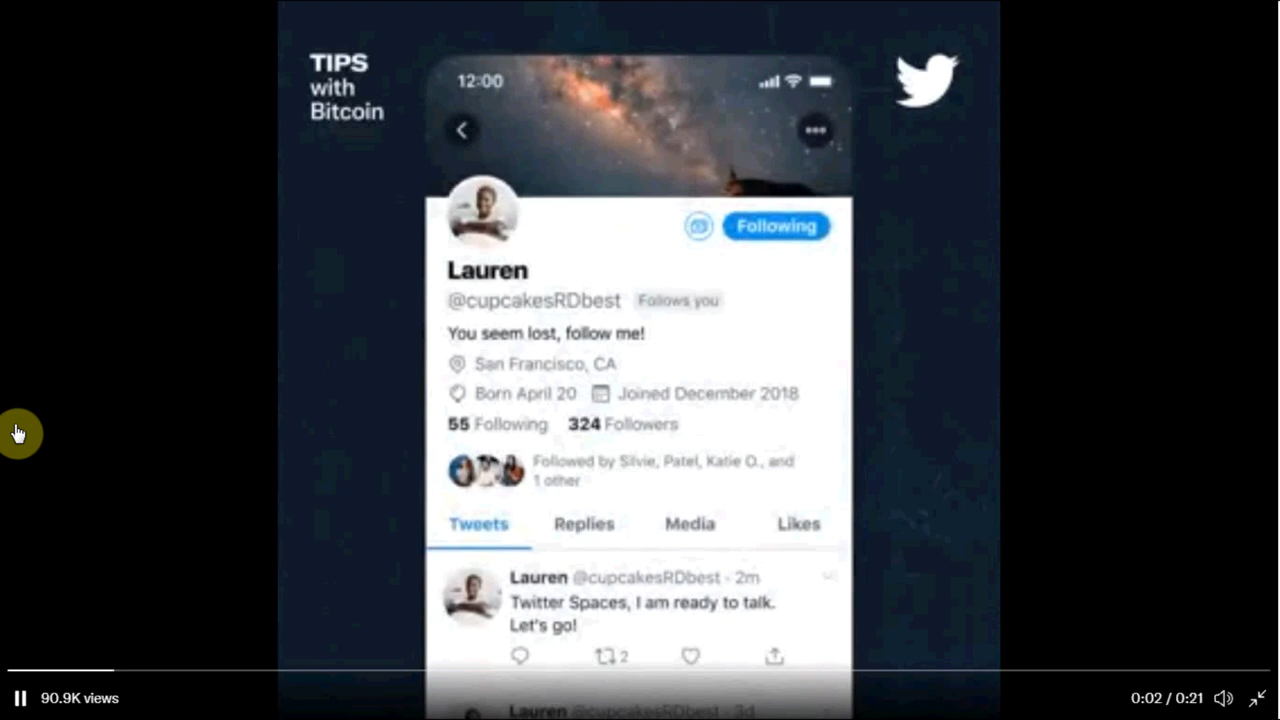 TIPS
with
Bitcoin
12:00
Following
Lauren
@cupcakesRDbest Follows you
You seem lost, follow me!
San Francisco, CA
Born April 20 Joined December 2018
55 Following 324 Followers
Followed by Silvie, Patel, Katie O., and
1 other
Tweets Replies Media Likes
Lauren @cupcakesRDbest · 2m
Twitter Spaces, I am ready to talk.
Let's go!
2
Lauren @cupcakesRDbest · 3d
90.9K views
0:02 / 0:21